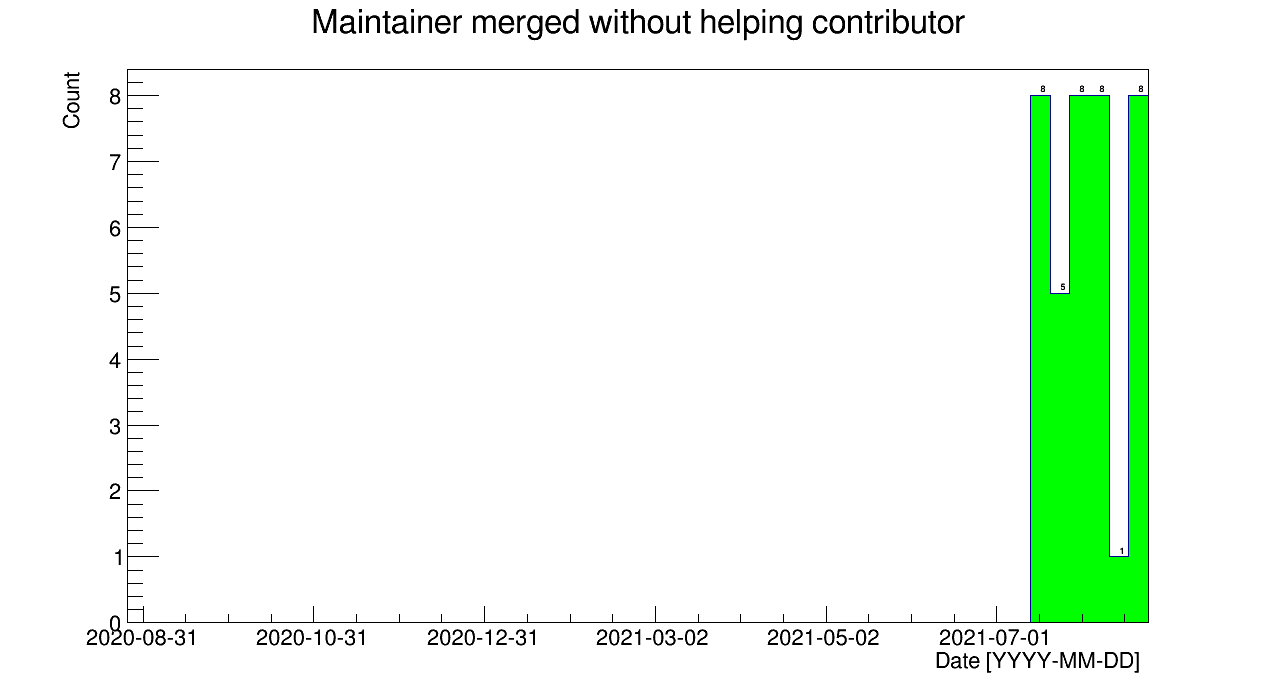 Maintainer merged without helping contributor
Count
8
7
6
5
4
3
2
1
0
8 5 8 8 1 8
2020-08-31 2020-10-31 2020-12-31 2021-03-02 2021-05-02 2021-07-01
Date [YYYY-MM-DD]